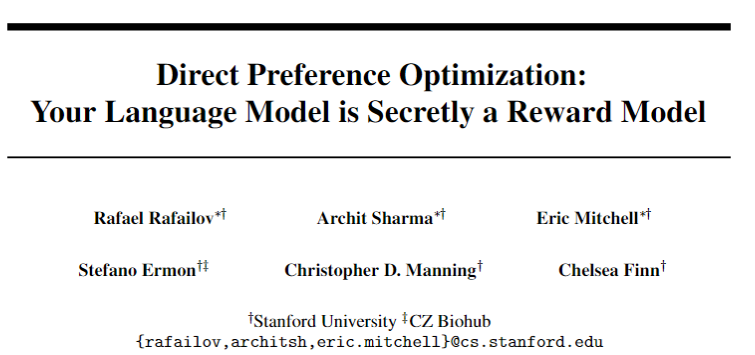 Direct Preference Optimization:
Your Language Model is Secretly a Reward Model
Rafael Rafailov*† Archit Sharma*† Eric Mitchell*†
Stefano Ermon†‡ Christopher D. Manning† Chelsea Finn†
†Stanford University ‡CZ Biohub
{rafailov,architsh,eric.mitchell}@cs.stanford.edu